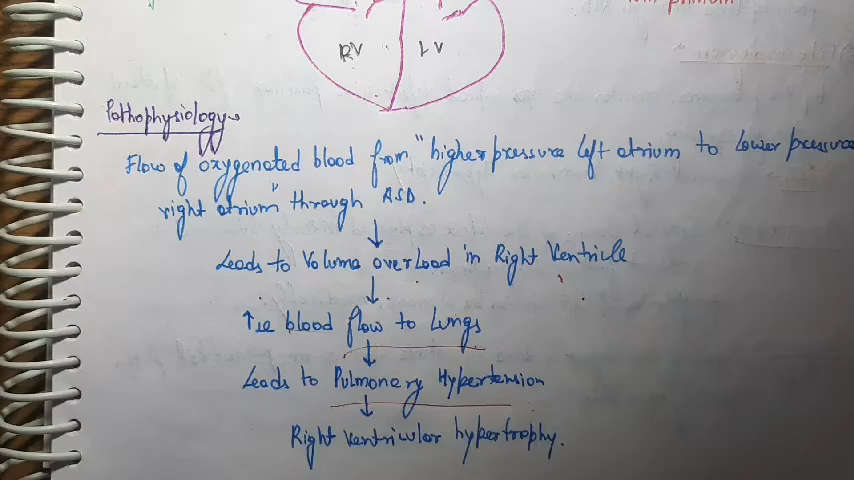 RV LV
Pathophysiology
Flow of oxygenated blood from "higher pressure left atrium to lower pressure
right atrium" through ASD.
↓
Leads to Volume overload in Right Ventricle
↓
↑se blood flow to Lungs
↓
Leads to Pulmonary Hypertension
↓
Right ventricular hypertrophy.